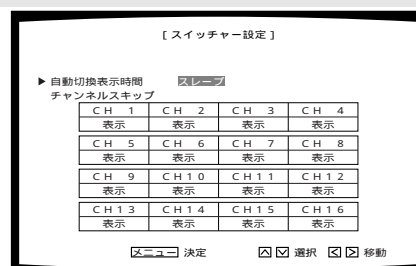 [ スイッチャー設定 ]
▶ 自動切換表示時間 スレーブ
チャンネルスキップ
CH 1 CH 2 CH 3 CH 4
表示 表示 表示 表示
CH 5 CH 6 CH 7 CH 8
表示 表示 表示 表示
CH 9 CH10 CH11 CH12
表示 表示 表示 表示
CH13 CH14 CH15 CH16
表示 表示 表示 表示
メニュー 決定 選択 移動